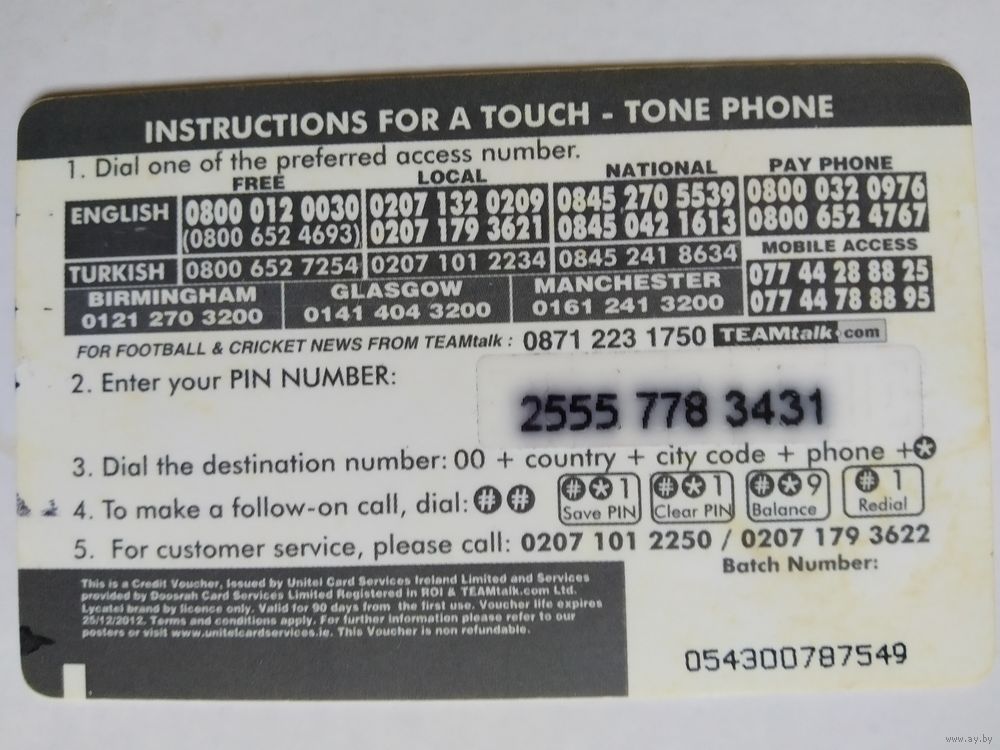 INSTRUCTIONS FOR A TOUCH - TONE PHONE
1. Dial one of the preferred access number.
FREE LOCAL NATIONAL PAY PHONE
ENGLISH 0800 012 0030 0207 132 0209 0845 270 5539 0800 032 0976
(0800 652 4693) 0207 179 3621 0845 042 1613 0800 652 4767
MOBILE ACCESS
TURKISH 0800 652 7254 0207 101 2234 0845 241 8634 077 44 28 88 25
BIRMINGHAM GLASGOW MANCHESTER 077 44 78 88 95
0121 270 3200 0141 404 3200 0161 241 3200
FOR FOOTBALL & CRICKET NEWS FROM TEAMtalk : 0871 223 1750 TEAMtalk.com
2. Enter your PIN NUMBER:
2555 778 3431
3. Dial the destination number: 00 + country + city code + phone +*
4. To make a follow-on call, dial: # # # * 1 # * 1 # * 9 # 1
Save PIN Clear PIN Balance Redial
5. For customer service, please call: 0207 101 2250 / 0207 179 3622
Batch Number:
This is a Credit Voucher, Issued by Unitel Card Services Ireland Limited and Services
provided by Doosrah Card Services Limited Registered in ROI & TEAMtalk.com Ltd.
Lycatel brand by licence only. Valid for 90 days from the first use. Voucher life expires
25/12/2012. Terms and conditions apply. For further information please refer to our
posters or visit www.unitelcardservices.ie. This Voucher is non refundable.
054300787549
www.ay.by